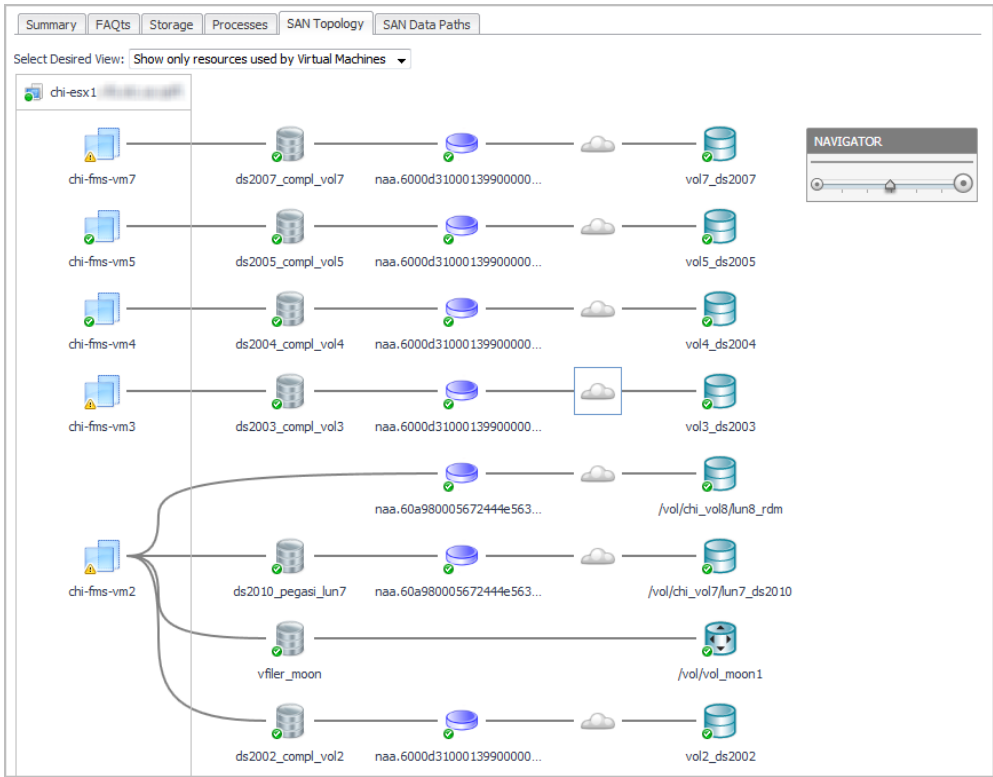 Summary FAQts Storage Processes SAN Topology SAN Data Paths
Select Desired View: Show only resources used by Virtual Machines
chi-esx1
NAVIGATOR
chi-fms-vm7 ds2007_compl_vol7 naa.6000d31000139900000... vol7_ds2007
chi-fms-vm5 ds2005_compl_vol5 naa.6000d31000139900000... vol5_ds2005
chi-fms-vm4 ds2004_compl_vol4 naa.6000d31000139900000... vol4_ds2004
chi-fms-vm3 ds2003_compl_vol3 naa.6000d31000139900000... vol3_ds2003
naa.60a980005672444e563... /vol/chi_vol8/lun8_rdm
chi-fms-vm2 ds2010_pegasi_lun7 naa.60a980005672444e563... /vol/chi_vol7/lun7_ds2010
vfiler_moon /vol/vol_moon1
ds2002_compl_vol2 naa.6000d31000139900000... vol2_ds2002